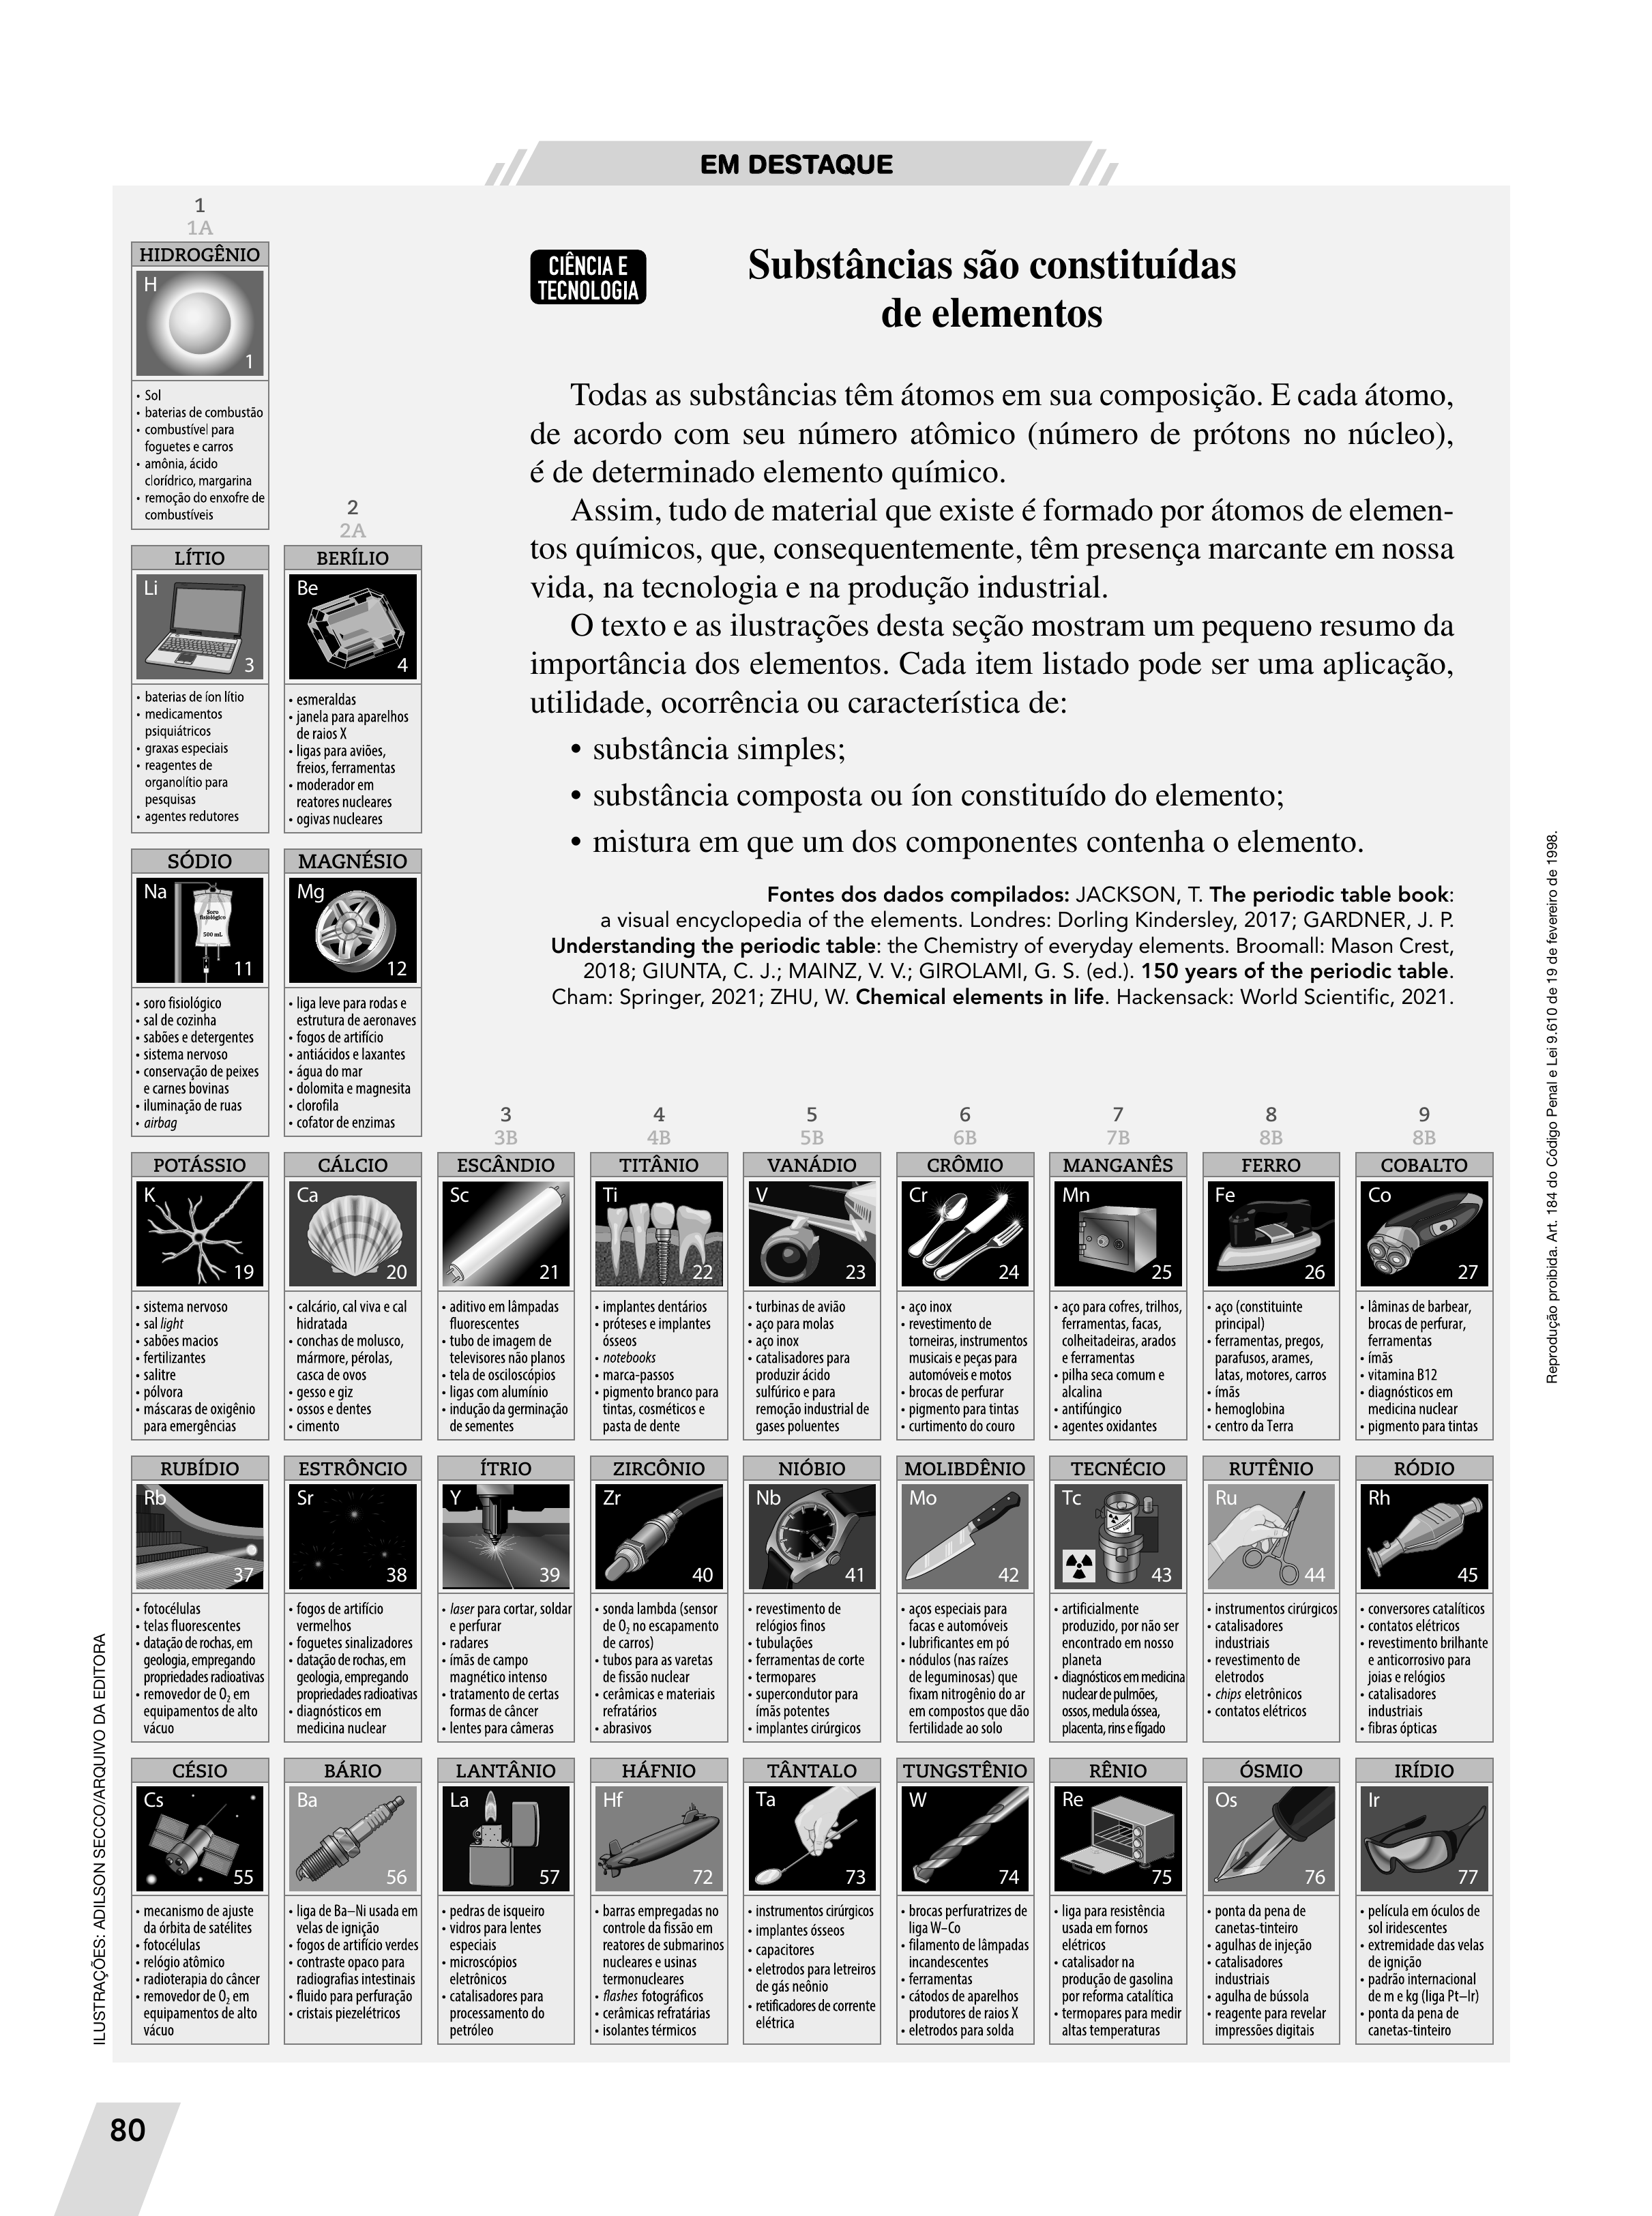 EM DESTAQUE
1
1A
HIDROGÊNIO
H
1
• Sol
• baterias de combustão
• combustível para
foguetes e carros
• amônia, ácido
clorídrico, margarina
• remoção do enxofre de
combustíveis
CIÊNCIA E
TECNOLOGIA
Substâncias são constituídas
de elementos
Todas as substâncias têm átomos em sua composição. E cada átomo,
de acordo com seu número atômico (número de prótons no núcleo),
é de determinado elemento químico.
Assim, tudo de material que existe é formado por átomos de elemen-
tos químicos, que, consequentemente, têm presença marcante em nossa
vida, na tecnologia e na produção industrial.
O texto e as ilustrações desta seção mostram um pequeno resumo da
importância dos elementos. Cada item listado pode ser uma aplicação,
utilidade, ocorrência ou característica de:
• substância simples;
• substância composta ou íon constituído do elemento;
• mistura em que um dos componentes contenha o elemento.
Fontes dos dados compilados: JACKSON, T. The periodic table book:
a visual encyclopedia of the elements. Londres: Dorling Kindersley, 2017; GARDNER, J. P.
Understanding the periodic table: the Chemistry of everyday elements. Broomall: Mason Crest,
2018; GIUNTA, C. J.; MAINZ, V. V.; GIROLAMI, G. S. (ed.). 150 years of the periodic table.
Cham: Springer, 2021; ZHU, W. Chemical elements in life. Hackensack: World Scientific, 2021.
LÍTIO
Li
3
• baterias de íon lítio
• medicamentos
psiquiátricos
• graxas especiais
• reagentes de
organolítio para
pesquisas
• agentes redutores
2
2A
BERÍLIO
Be
4
• esmeraldas
• janela para aparelhos
de raios X
• ligas para aviões,
freios, ferramentas
• moderador em
reatores nucleares
• ogivas nucleares
SÓDIO
Na
Soro
fisiológico
500 mL
11
• soro fisiológico
• sal de cozinha
• sabões e detergentes
• sistema nervoso
• conservação de peixes
e carnes bovinas
• iluminação de ruas
• airbag
MAGNÉSIO
Mg
12
• liga leve para rodas e
estrutura de aeronaves
• fogos de artifício
• antiácidos e laxantes
• água do mar
• dolomita e magnesita
• clorofila
• cofator de enzimas
POTÁSSIO
K
19
• sistema nervoso
• sal light
• sabões macios
• fertilizantes
• salitre
• pólvora
• máscaras de oxigênio
para emergências
CÁLCIO
Ca
20
• calcário, cal viva e cal
hidratada
• conchas de molusco,
mármore, pérolas,
casca de ovos
• gesso e giz
• ossos e dentes
• cimento
3
3B
ESCÂNDIO
Sc
21
• aditivo em lâmpadas
fluorescentes
• tubo de imagem de
televisores não planos
• tela de osciloscópios
• ligas com alumínio
• indução da germinação
de sementes
4
4B
TITÂNIO
Ti
22
• implantes dentários
• próteses e implantes
ósseos
• notebooks
• marca-passos
• pigmento branco para
tintas, cosméticos e
pasta de dente
5
5B
VANÁDIO
V
23
• turbinas de avião
• aço para molas
• aço inox
• catalisadores para
produzir ácido
sulfúrico e para
remoção industrial de
gases poluentes
6
6B
CRÔMIO
Cr
24
• aço inox
• revestimento de
torneiras, instrumentos
musicais e peças para
automóveis e motos
• brocas de perfurar
• pigmento para tintas
• curtimento do couro
7
7B
MANGANÊS
Mn
25
• aço para cofres, trilhos,
ferramentas, facas,
colheitadeiras, arados
e ferramentas
• pilha seca comum e
alcalina
• antifúngico
• agentes oxidantes
8
8B
FERRO
Fe
26
• aço (constituinte
principal)
• ferramentas, pregos,
parafusos, arames,
latas, motores, carros
• ímãs
• hemoglobina
• centro da Terra
9
8B
COBALTO
Co
27
• lâminas de barbear,
brocas de perfurar,
ferramentas
• ímãs
• vitamina B12
• diagnósticos em
medicina nuclear
• pigmento para tintas
RUBÍDIO
Rb
37
• fotocélulas
• telas fluorescentes
• datação de rochas, em
geologia, empregando
propriedades radioativas
• removedor de O₂ em
equipamentos de alto
vácuo
ESTRÔNCIO
Sr
38
• fogos de artifício
vermelhos
• foguetes sinalizadores
• datação de rochas, em
geologia, empregando
propriedades radioativas
• diagnósticos em
medicina nuclear
ÍTRIO
Y
39
• laser para cortar, soldar
e perfurar
• radares
• ímãs de campo
magnético intenso
• tratamento de certas
formas de câncer
• lentes para câmeras
ZIRCÔNIO
Zr
40
• sonda lambda (sensor
de O₂ no escapamento
de carros)
• tubos para as varetas
de fissão nuclear
• cerâmicas e materiais
refratários
• abrasivos
NIÓBIO
Nb
41
• revestimento de
relógios finos
• tubulações
• ferramentas de corte
• termopares
• supercondutor para
ímãs potentes
• implantes cirúrgicos
MOLIBDÊNIO
Mo
42
• aços especiais para
facas e automóveis
• lubrificantes em pó
• nódulos (nas raízes
de leguminosas) que
fixam nitrogênio do ar
em compostos que dão
fertilidade ao solo
TECNÉCIO
Tc
43
• artificialmente
produzido, por não ser
encontrado em nosso
planeta
• diagnósticos em medicina
nuclear de pulmões,
ossos, medula óssea,
placenta, rins e fígado
RUTÊNIO
Ru
44
• instrumentos cirúrgicos
• catalisadores
industriais
• revestimento de
eletrodos
• chips eletrônicos
• contatos elétricos
RÓDIO
Rh
45
• conversores catalíticos
• contatos elétricos
• revestimento brilhante
e anticorrosivo para
joias e relógios
• catalisadores
industriais
• fibras ópticas
CÉSIO
Cs
55
• mecanismo de ajuste
da órbita de satélites
• fotocélulas
• relógio atômico
• radioterapia do câncer
• removedor de O₂ em
equipamentos de alto
vácuo
BÁRIO
Ba
56
• liga de Ba–Ni usada em
velas de ignição
• fogos de artifício verdes
• contraste opaco para
radiografias intestinais
• fluido para perfuração
• cristais piezelétricos
LANTÂNIO
La
57
• pedras de isqueiro
• vidros para lentes
especiais
• microscópios
eletrônicos
• catalisadores para
processamento do
petróleo
HÁFNIO
Hf
72
• barras empregadas no
controle da fissão em
reatores de submarinos
nucleares e usinas
termonucleares
• flashes fotográficos
• cerâmicas refratárias
• isolantes térmicos
TÂNTALO
Ta
73
• instrumentos cirúrgicos
• implantes ósseos
• capacitores
• eletrodos para letreiros
de gás neônio
• retificadores de corrente
elétrica
TUNGSTÊNIO
W
74
• brocas perfuratrizes de
liga W–Co
• filamento de lâmpadas
incandescentes
• ferramentas
• cátodos de aparelhos
produtores de raios X
• eletrodos para solda
RÊNIO
Re
75
• liga para resistência
usada em fornos
elétricos
• catalisador na
produção de gasolina
por reforma catalítica
• termopares para medir
altas temperaturas
ÓSMIO
Os
76
• ponta da pena de
canetas-tinteiro
• agulhas de injeção
• catalisadores
industriais
• agulha de bússola
• reagente para revelar
impressões digitais
IRÍDIO
Ir
77
• película em óculos de
sol iridescentes
• extremidade das velas
de ignição
• padrão internacional
de m e kg (liga Pt–Ir)
• ponta da pena de
canetas-tinteiro
ILUSTRAÇÕES: ADILSON SECCO/ARQUIVO DA EDITORA
Reprodução proibida. Art. 184 do Código Penal e Lei 9.610 de 19 de fevereiro de 1998.
80